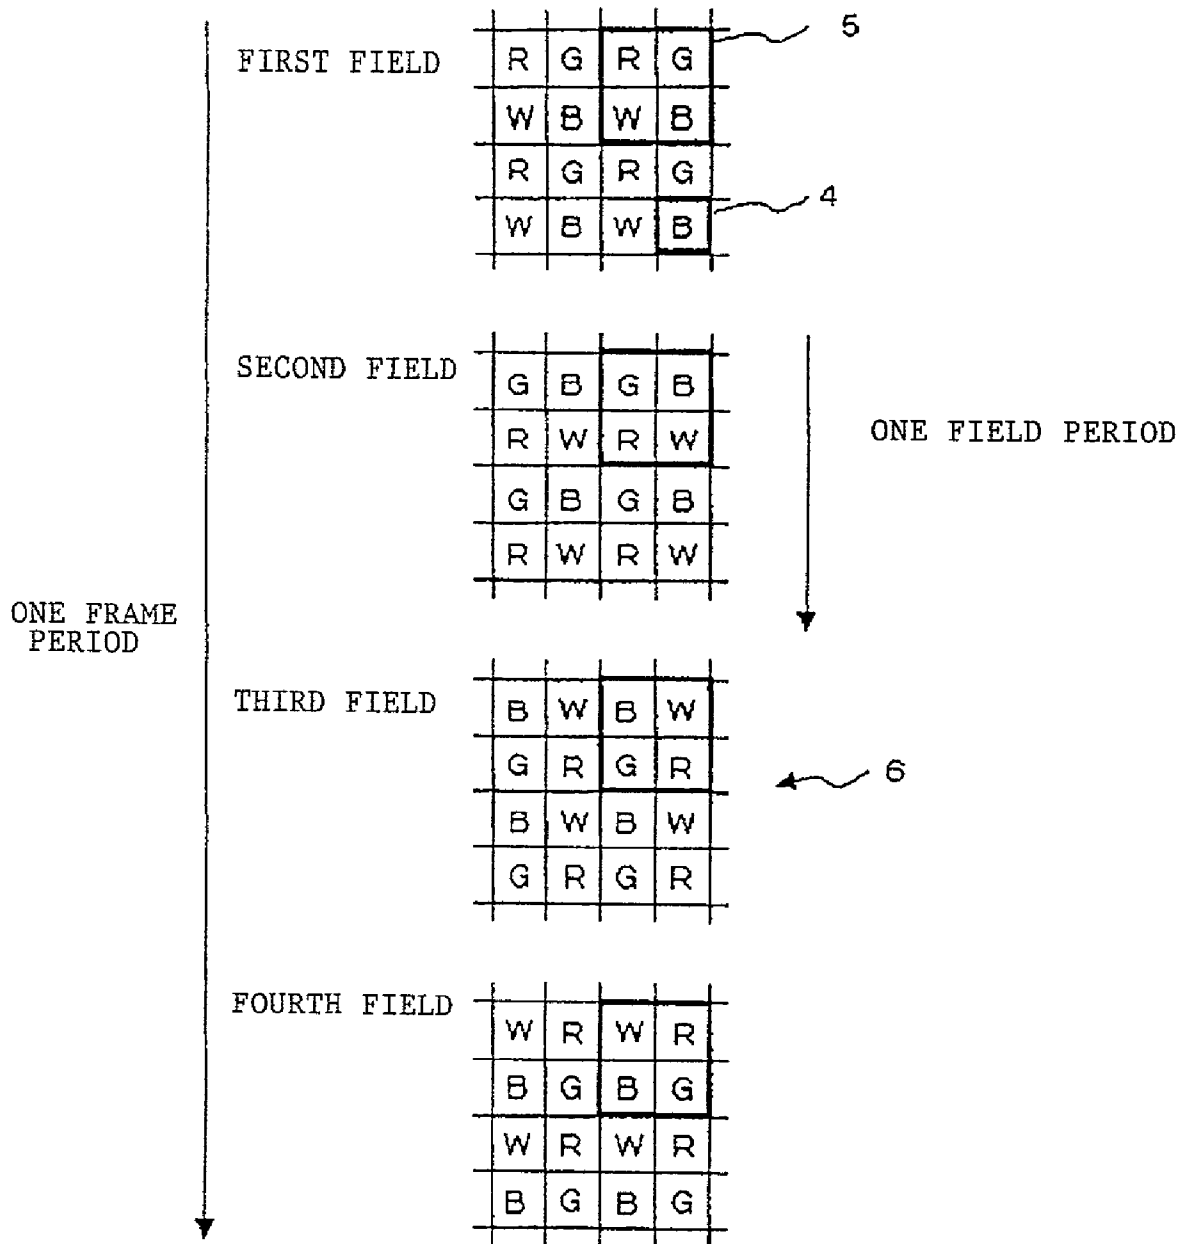 5
FIRST FIELD
R G R G
W B W B
R G R G
4
W B W B
SECOND FIELD
G B G B
R W R W
ONE FIELD PERIOD
G B G B
R W R W
ONE FRAME
PERIOD
THIRD FIELD
B W B W
G R G R
6
B W B W
G R G R
FOURTH FIELD
W R W R
B G B G
W R W R
B G B G